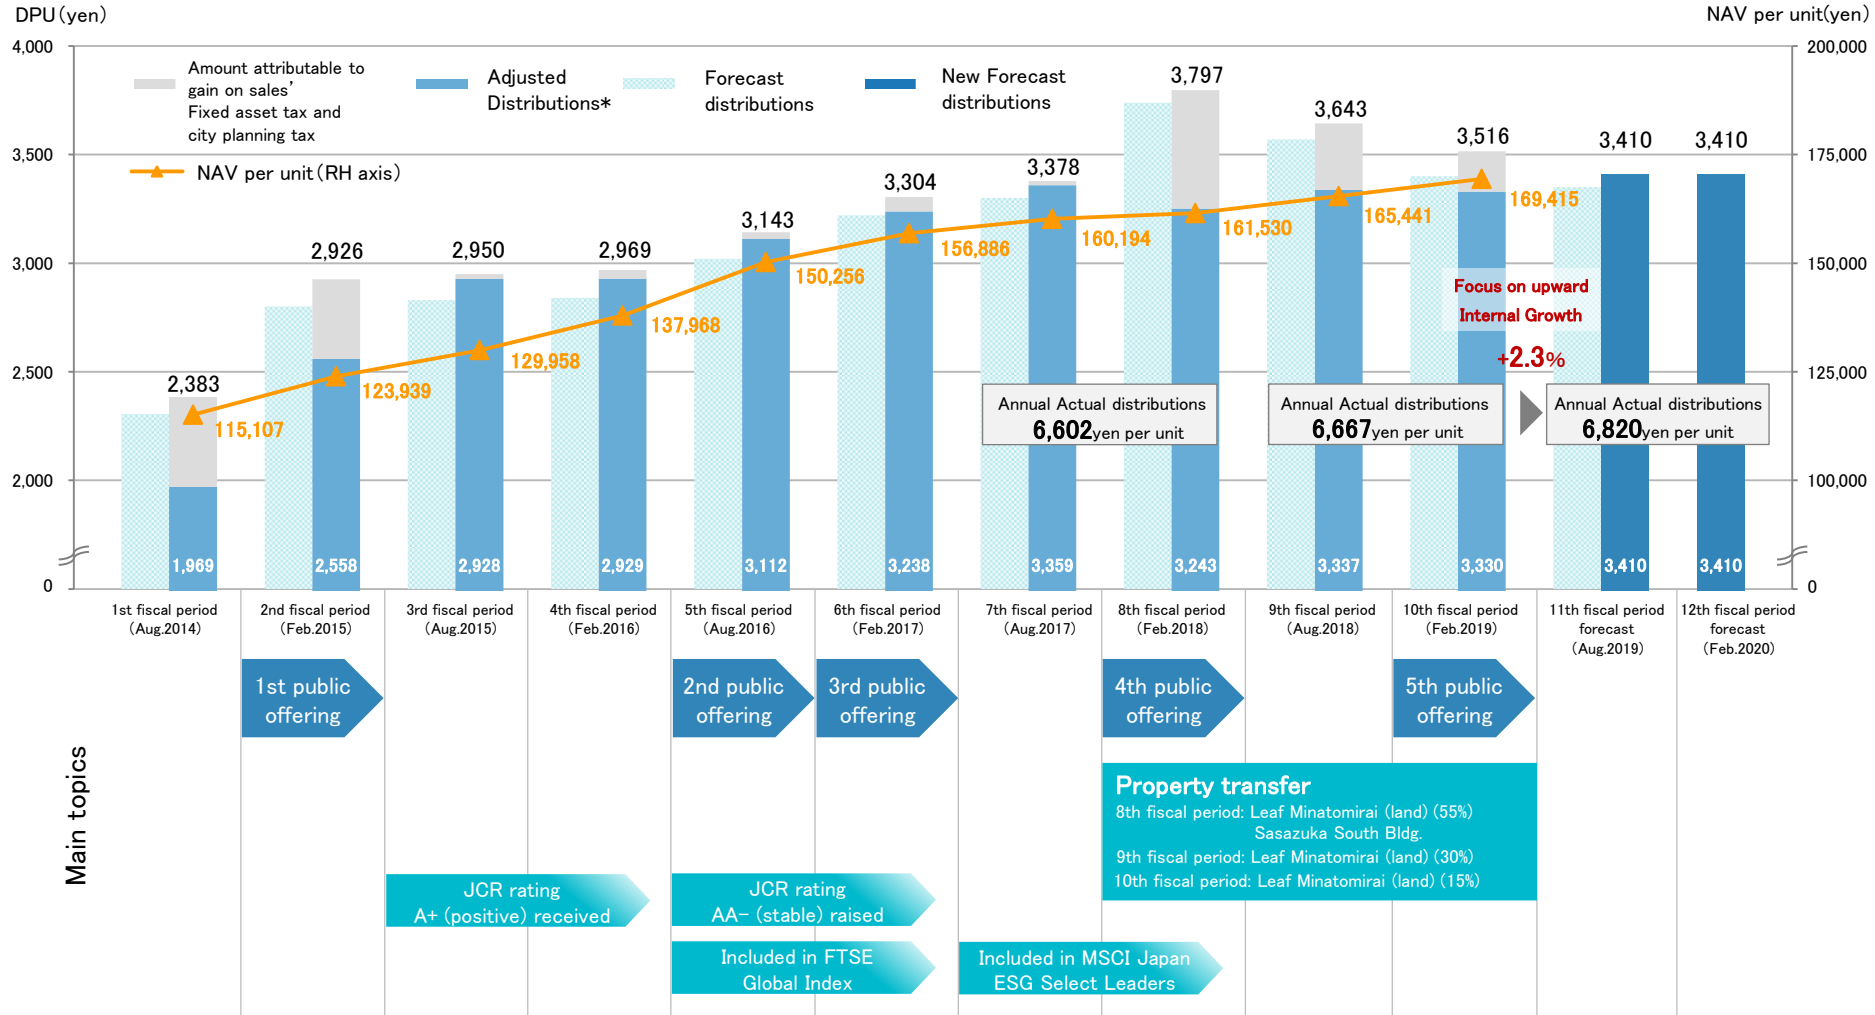 DPU(yen)
NAV per unit(yen)
4,000
3,500
3,000
2,500
2,000
0
200,000
175,000
150,000
125,000
100,000
0
Amount attributable to
gain on sales’
Fixed asset tax and
city planning tax
Adjusted
Distributions*
Forecast
distributions
New Forecast
distributions
NAV per unit(RH axis)
2,383
2,926
2,950
2,969
3,143
3,304
3,378
3,797
3,643
3,516
3,410
3,410
115,107
123,939
129,958
137,968
150,256
156,886
160,194
161,530
165,441
169,415
Focus on upward
Internal Growth
+2.3%
Annual Actual distributions
6,602yen per unit
Annual Actual distributions
6,667yen per unit
Annual Actual distributions
6,820yen per unit
1,969
2,558
2,928
2,929
3,112
3,238
3,359
3,243
3,337
3,330
3,410
3,410
1st fiscal period
(Aug.2014)
2nd fiscal period
(Feb.2015)
3rd fiscal period
(Aug.2015)
4th fiscal period
(Feb.2016)
5th fiscal period
(Aug.2016)
6th fiscal period
(Feb.2017)
7th fiscal period
(Aug.2017)
8th fiscal period
(Feb.2018)
9th fiscal period
(Aug.2018)
10th fiscal period
(Feb.2019)
11th fiscal period
forecast
(Aug.2019)
12th fiscal period
forecast
(Feb.2020)
Main topics
1st public
offering
2nd public
offering
3rd public
offering
4th public
offering
5th public
offering
Property transfer
8th fiscal period: Leaf Minatomirai (land) (55%)
Sasazuka South Bldg.
9th fiscal period: Leaf Minatomirai (land) (30%)
10th fiscal period: Leaf Minatomirai (land) (15%)
JCR rating
A+ (positive) received
JCR rating
AA- (stable) raised
Included in FTSE
Global Index
Included in MSCI Japan
ESG Select Leaders